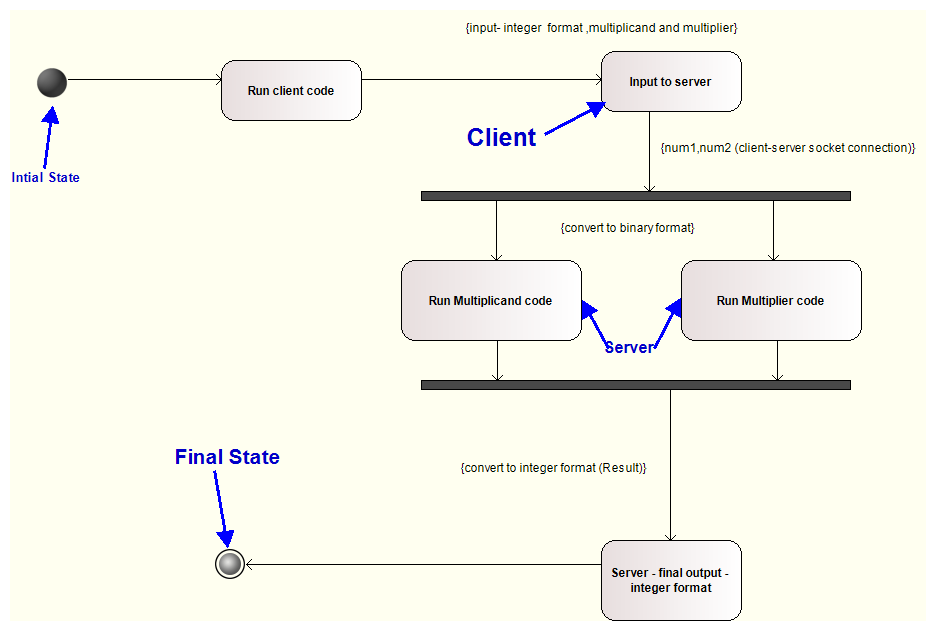 {input- integer format ,multiplicand and multiplier}
Run client code
Input to server
Client
{num1,num2 (client-server socket connection)}
Intial State
{convert to binary format}
Run Multiplicand code
Run Multiplier code
Server
Final State
{convert to integer format (Result)}
Server - final output -
integer format